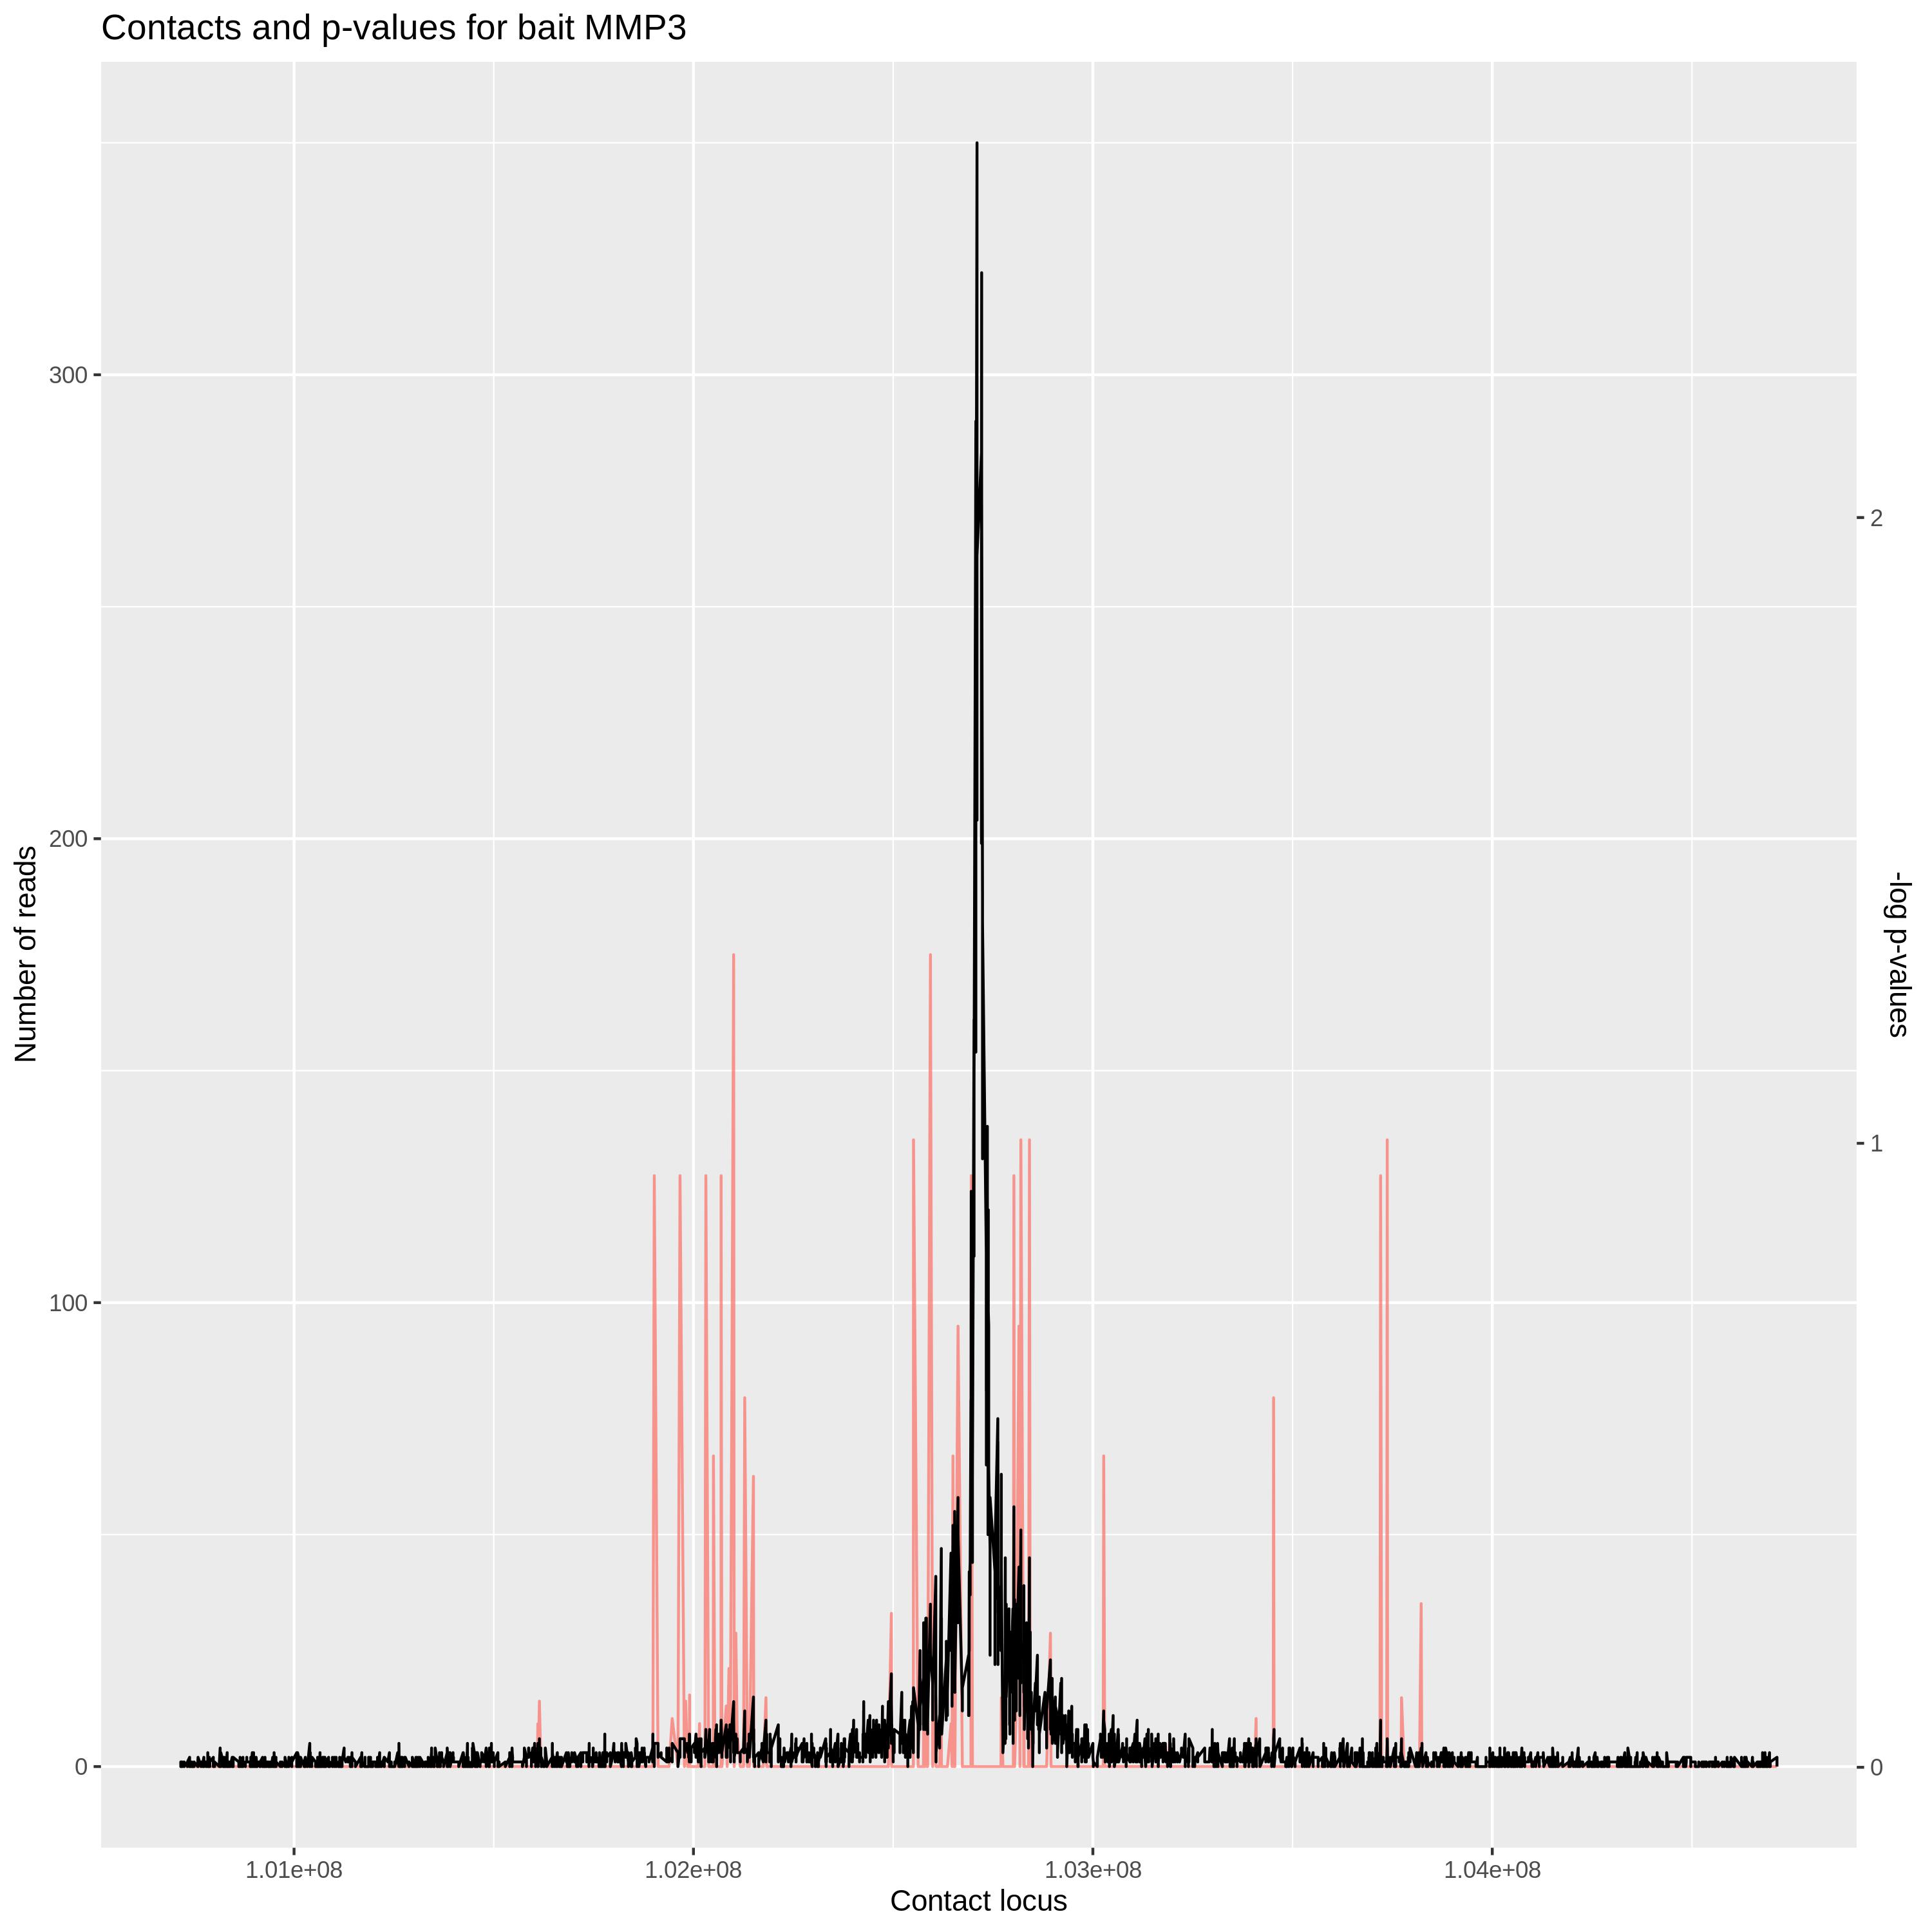 Contacts and p-values for bait MMP3
300
200
100
0
Number of reads
2
1
0
-log p-values
1.01e+08
1.02e+08
1.03e+08
1.04e+08
Contact locus